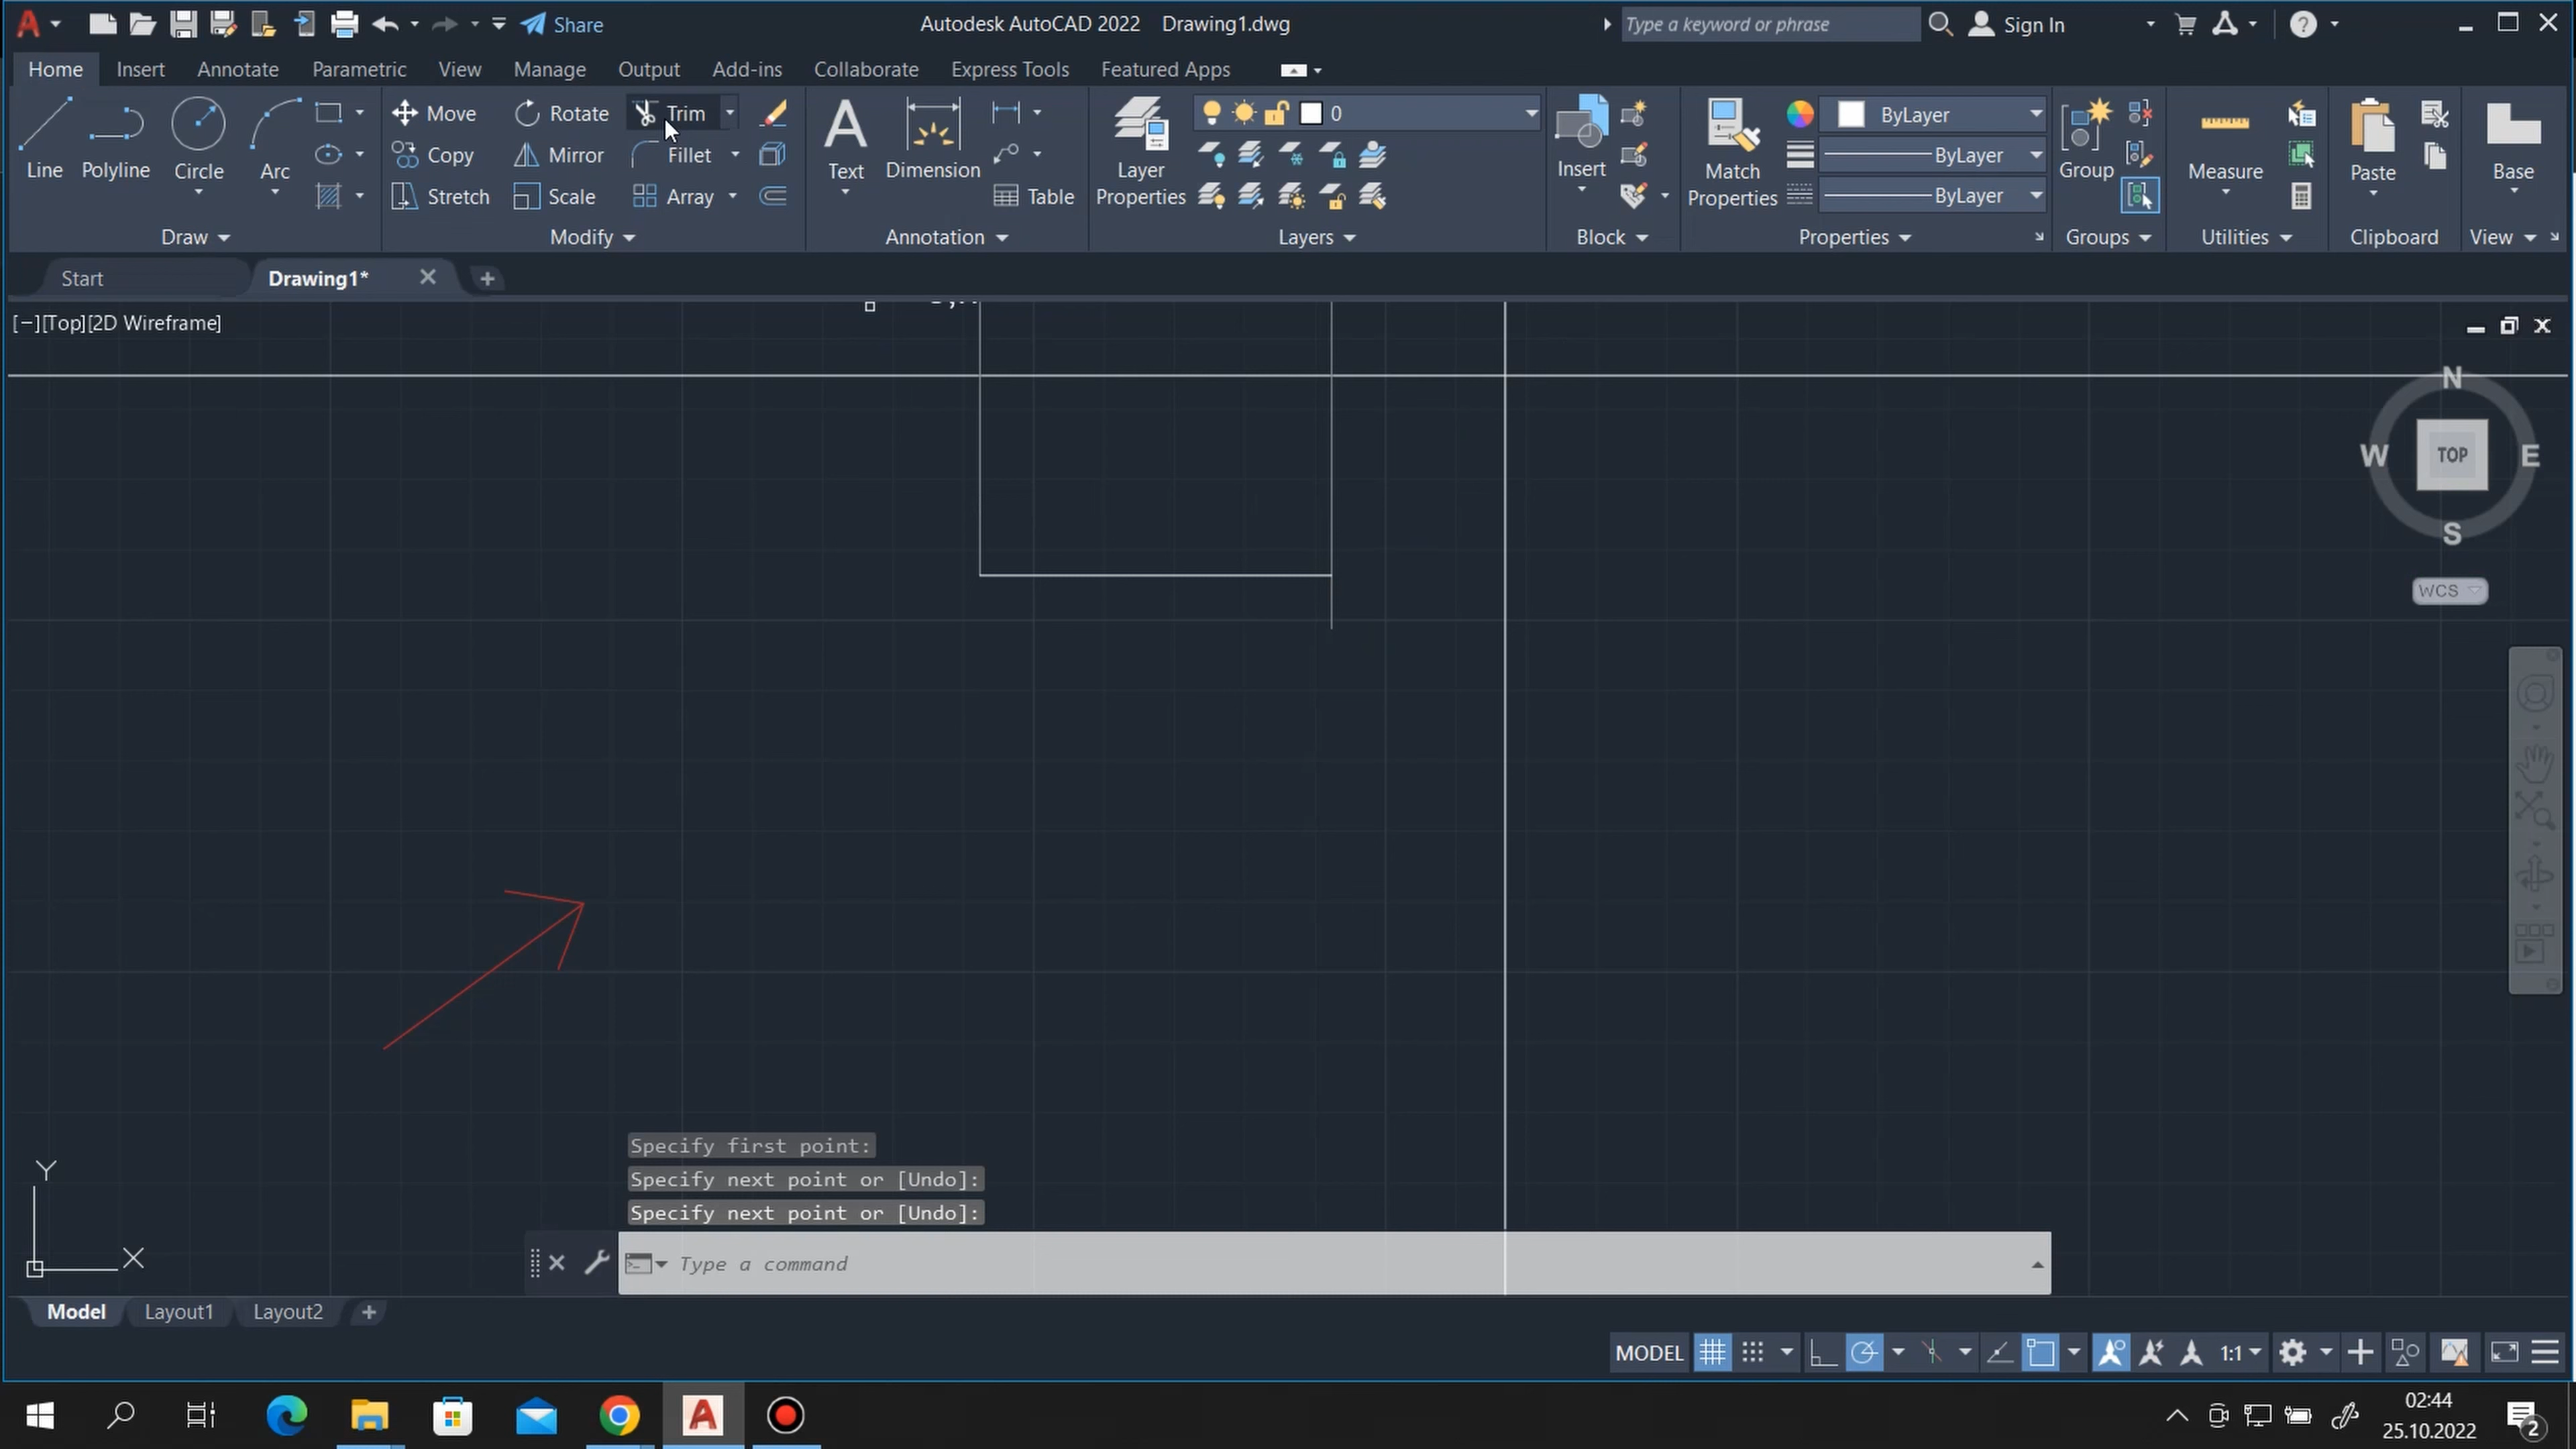 Share
Autodesk AutoCAD 2022 Drawing1.dwg
Type a keyword or phrase
Sign In
Home Insert Annotate Parametric View Manage Output Add-ins Collaborate Express Tools Featured Apps
Line Polyline Circle Arc
Move Rotate Trim
Copy Mirror Fillet
Stretch Scale Array
Text Dimension Table
Layer Properties
0
Insert
Match Properties
ByLayer
ByLayer
ByLayer
Group
Measure
Paste
Base
Draw Modify Annotation Layers Block Properties Groups Utilities Clipboard View
Start Drawing1*
[−][Top][2D Wireframe]
N
W TOP E
S
WCS
Y
X
Specify first point:
Specify next point or [Undo]:
Specify next point or [Undo]:
Type a command
Model Layout1 Layout2
MODEL 1:1
02:44
25.10.2022
2